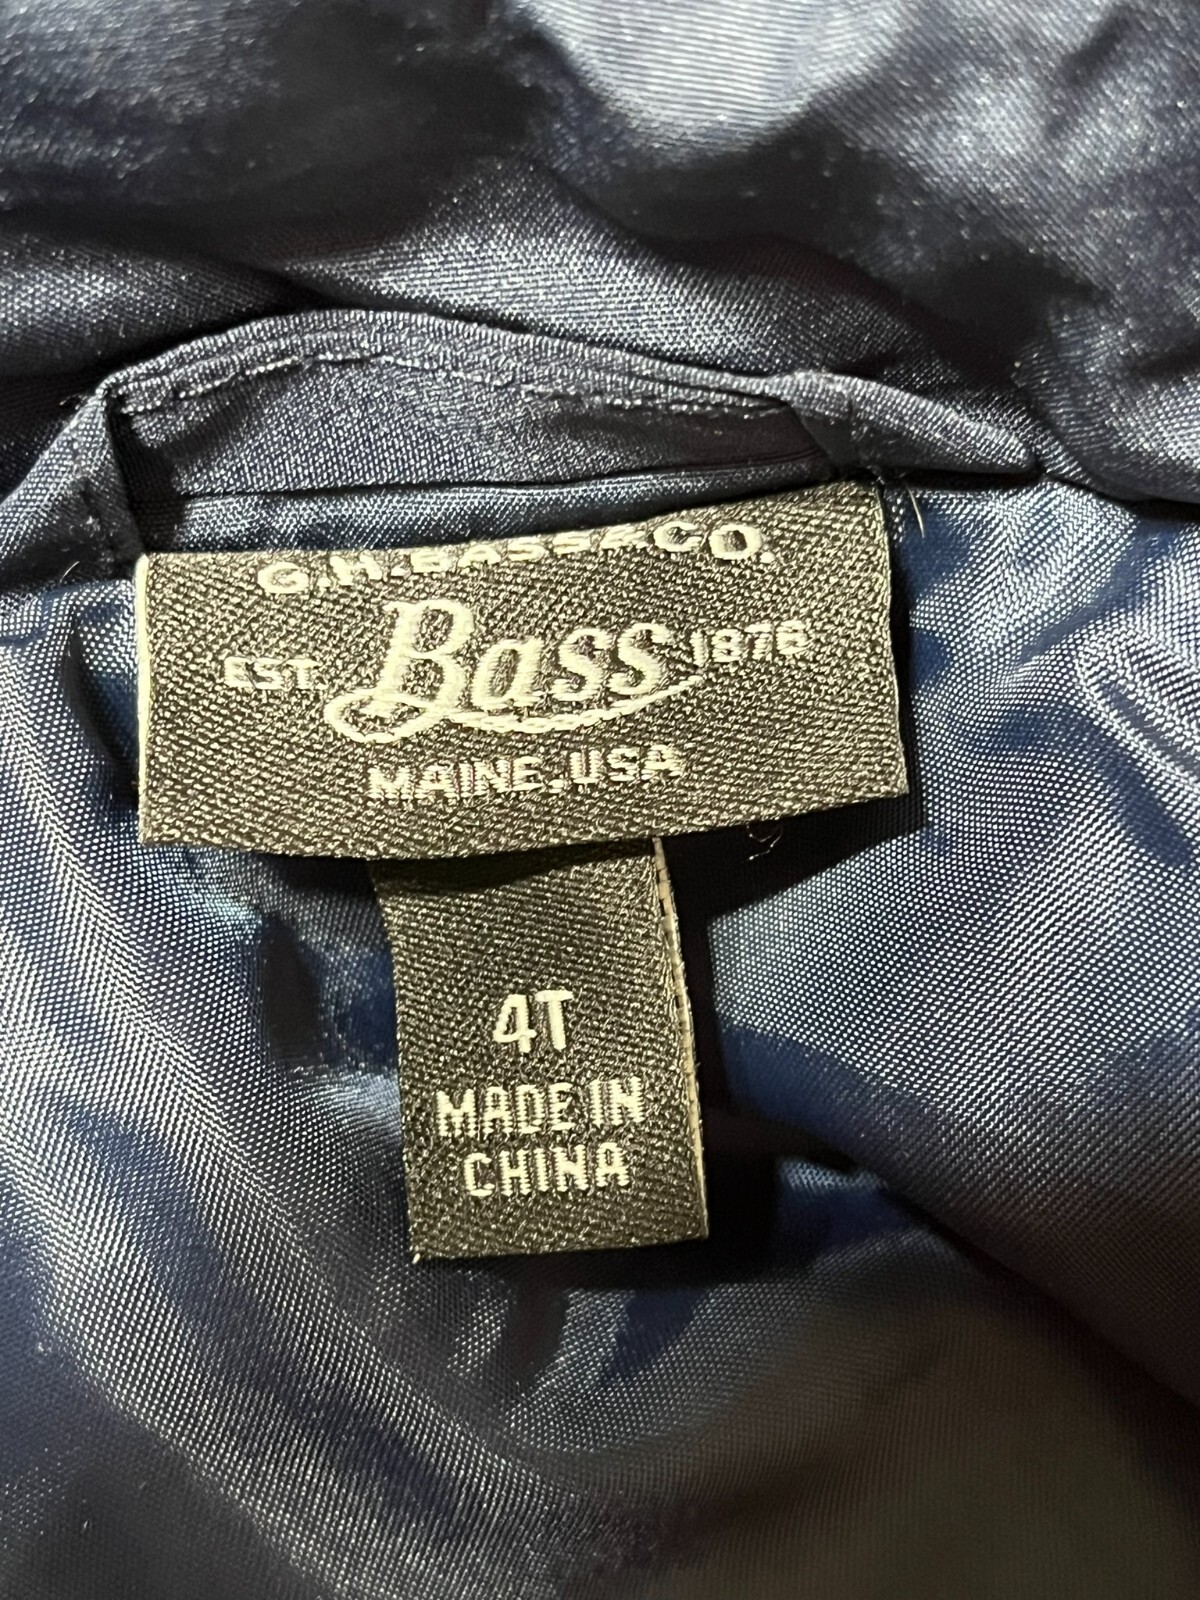 G.H.BASS&CO.
EST. Bass 1876
MAINE, USA
4T
MADE IN
CHINA